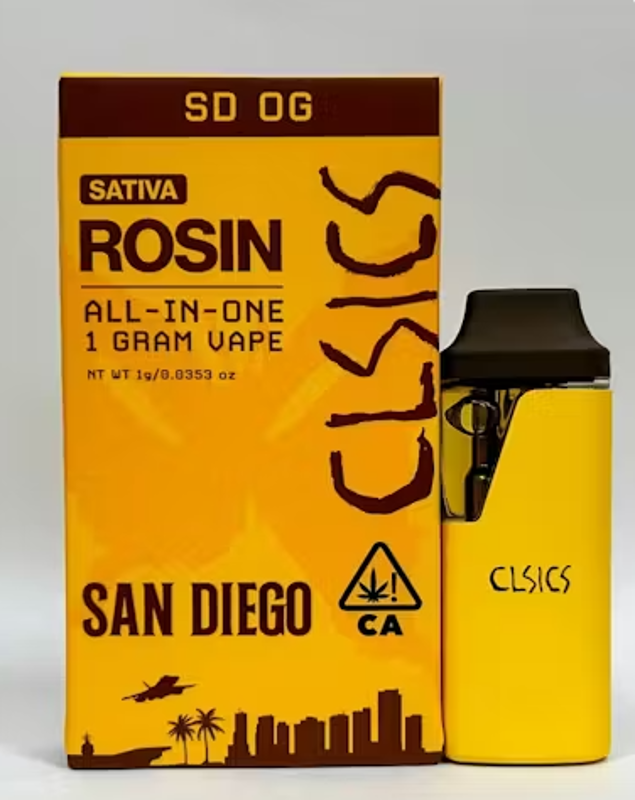 SD OG
SATIVA
ROSIN
ALL-IN-ONE
1 GRAM VAPE
NT WT 1g/0.0353 oz
CLSICS
SAN DIEGO
!
CA
CLSICS